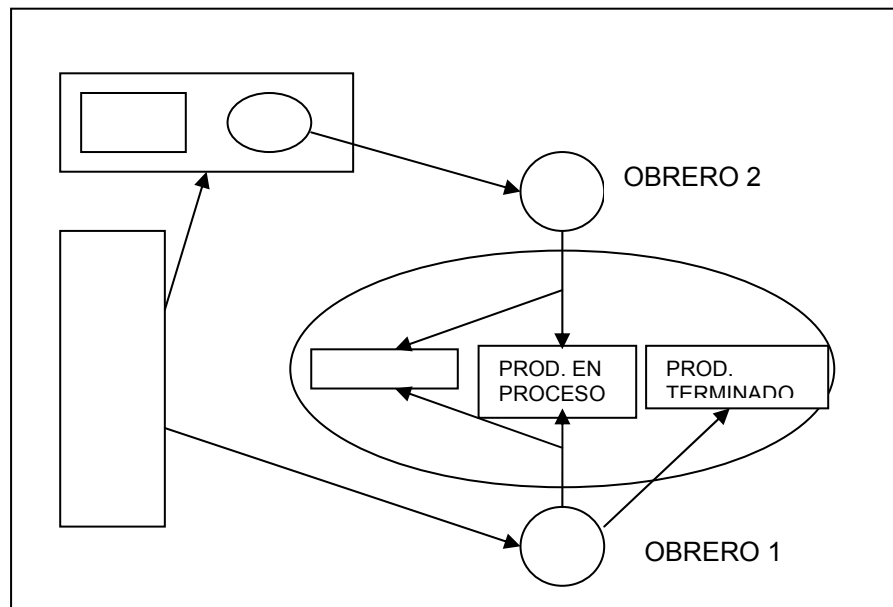 OBRERO 2
PROD. EN
PROCESO
PROD.
TERMINADO
OBRERO 1